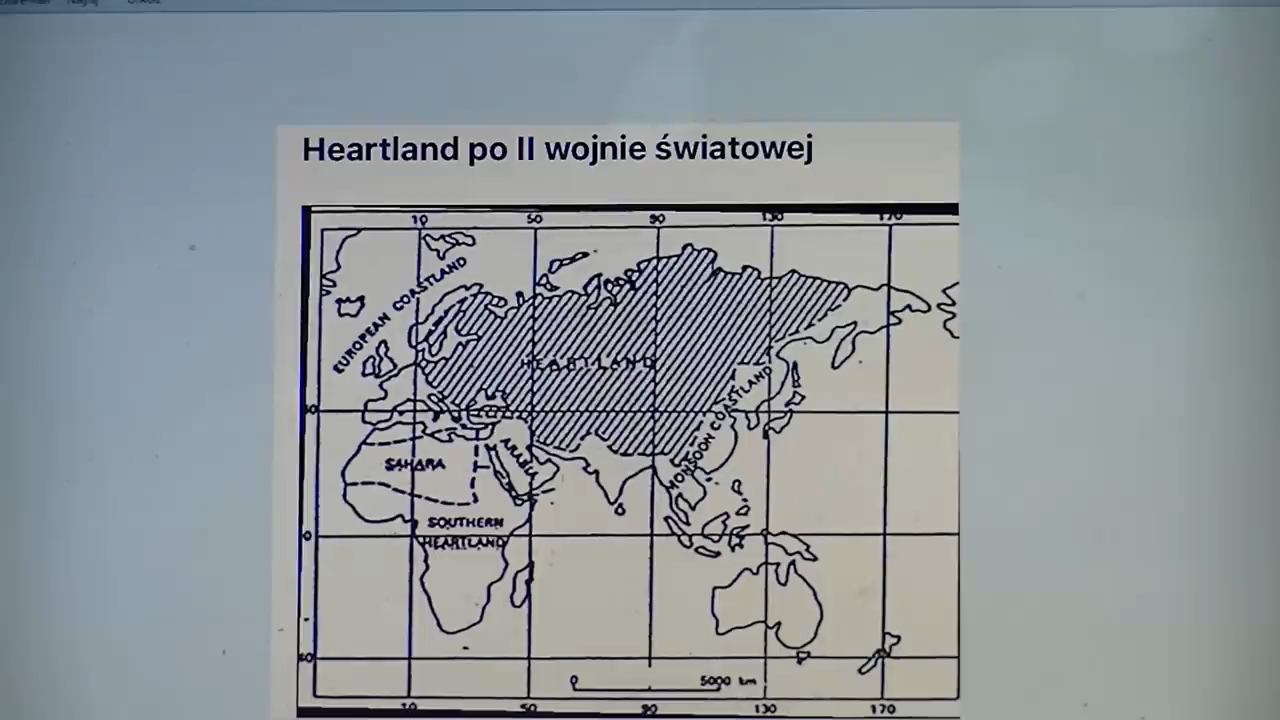 Heartland po II wojnie światowej
10 50 90 130 170
EUROPEAN COASTLAND
HEARTLAND
MONSOON COASTLAND
ARABIA
SAHARA
SOUTHERN
HEARTLAND
0
5000 km
10 50 90 130 170